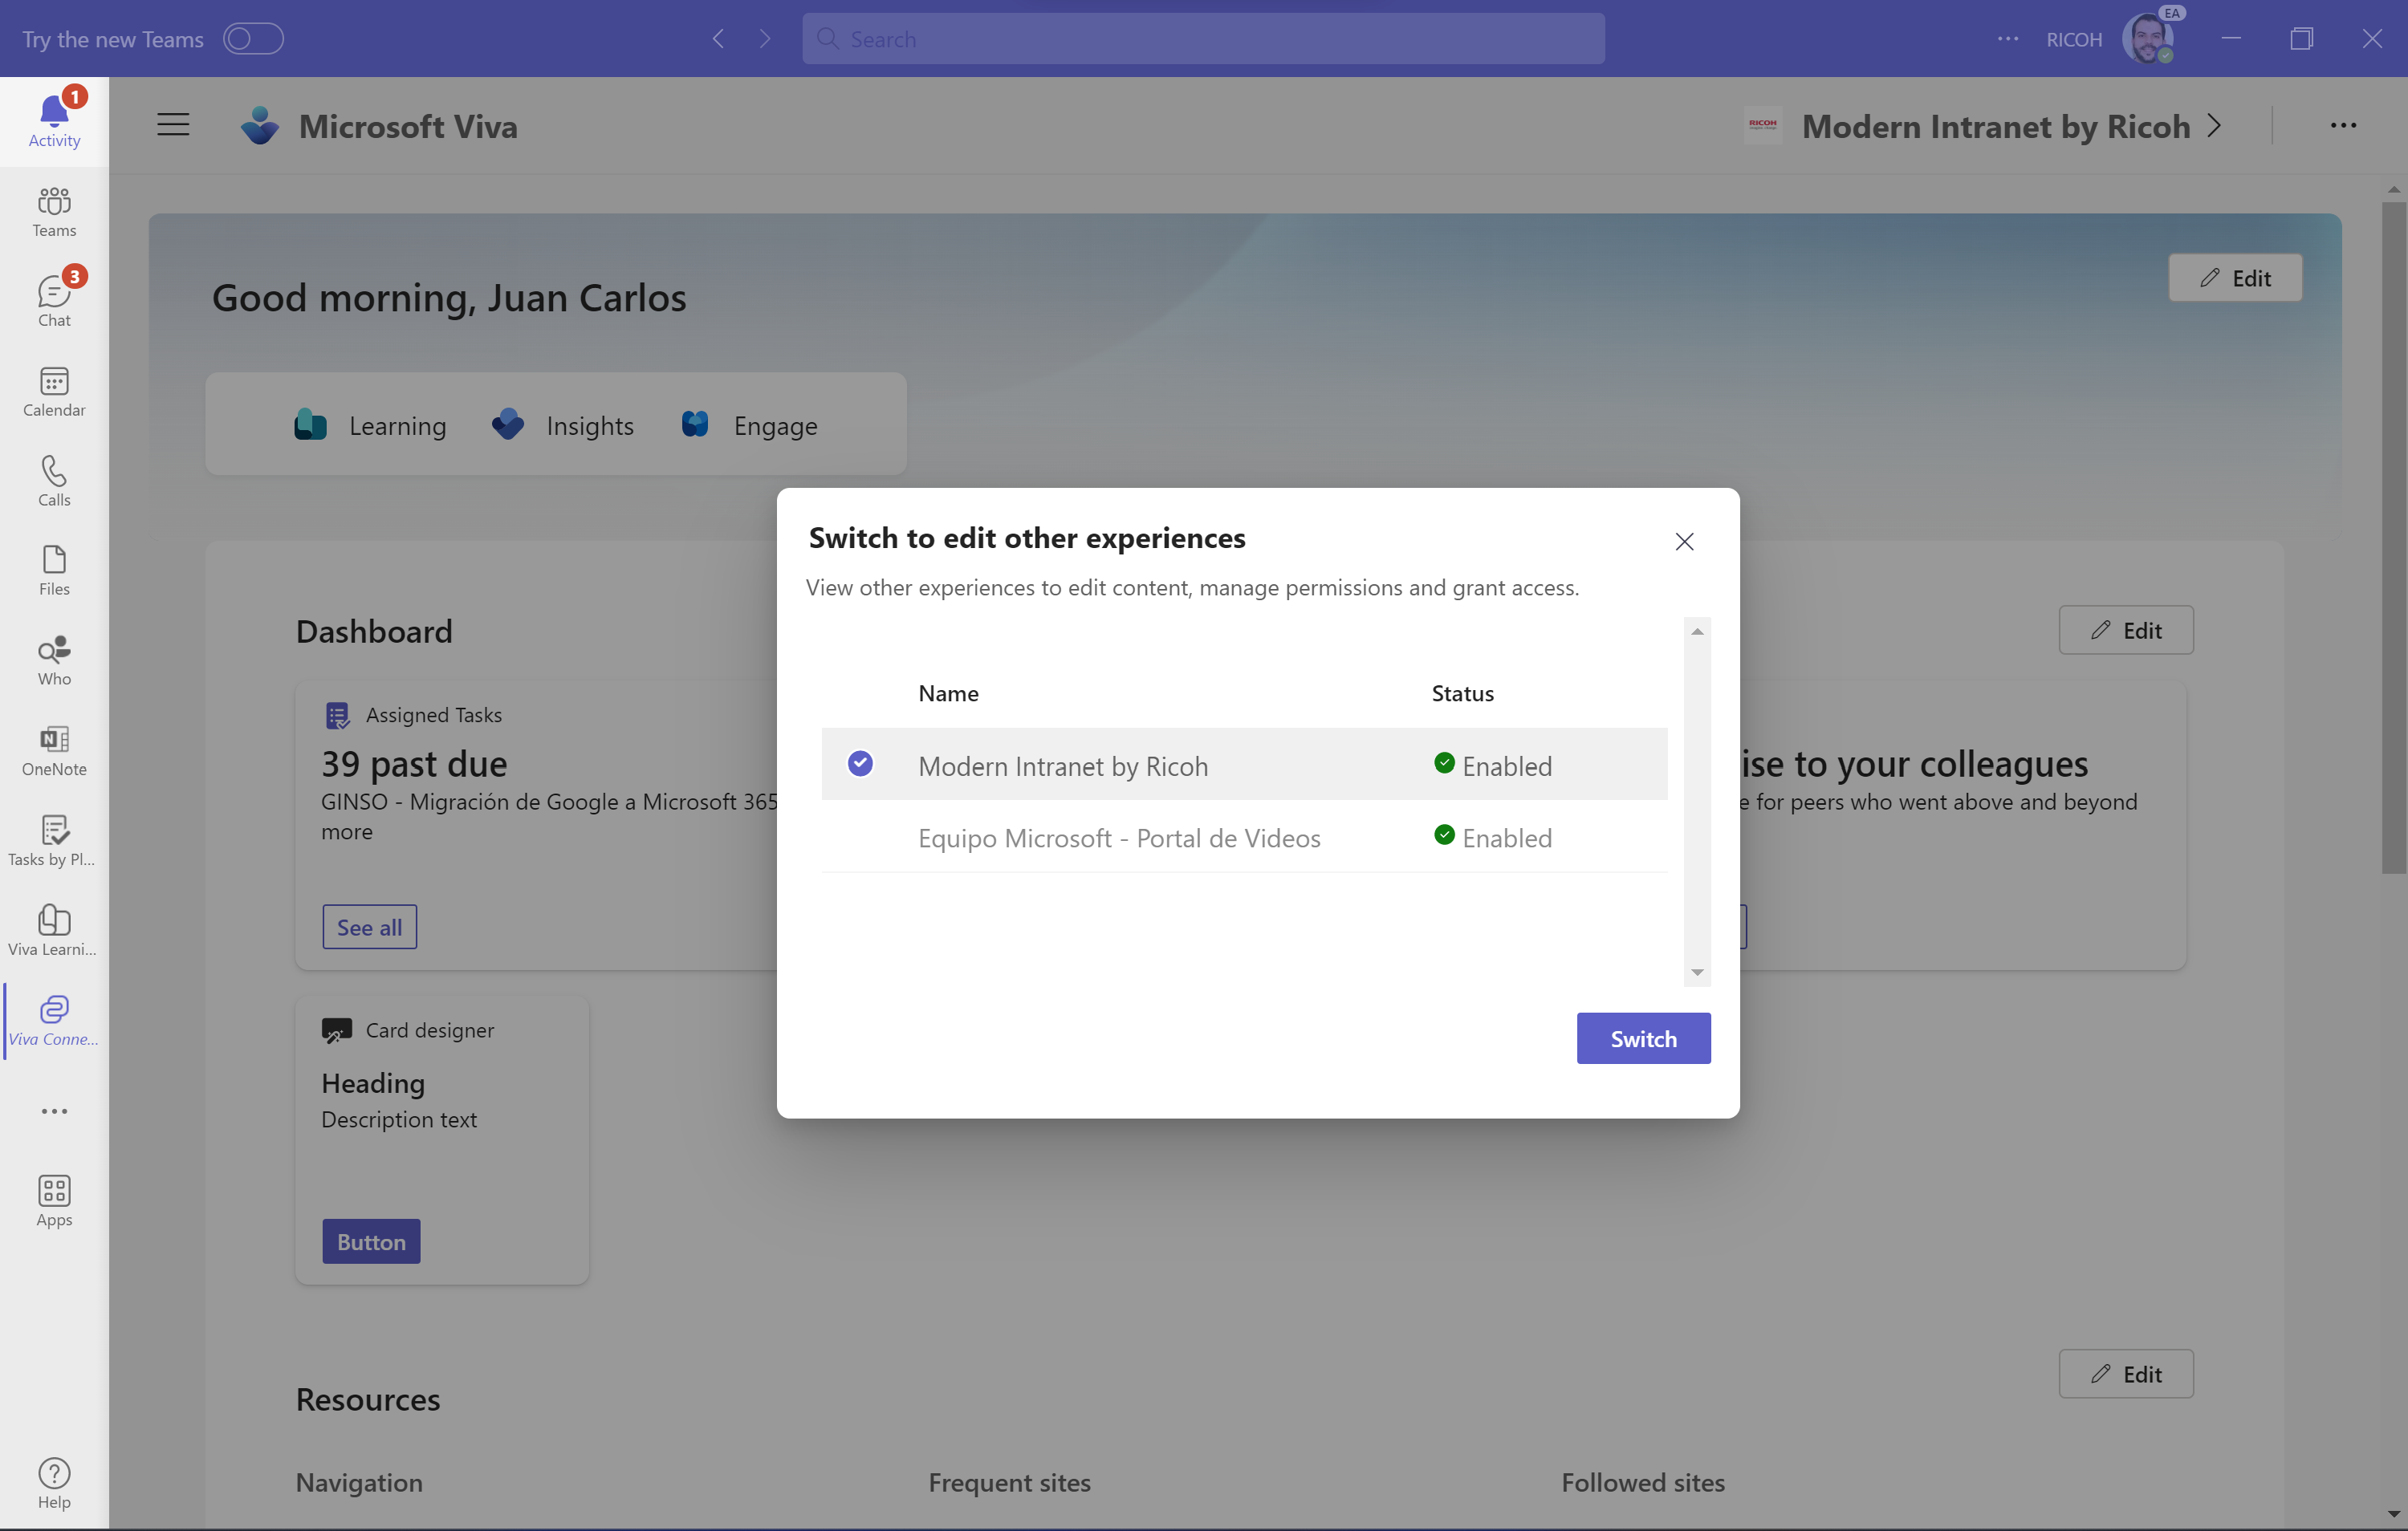 Try the new Teams
Search
RICOH
EA
1
Activity
Teams
3
Chat
Calendar
Calls
Files
Who
OneNote
Tasks by Pl...
Viva Learni...
Viva Conne...
Apps
Help
Microsoft Viva
RICOH
Modern Intranet by Ricoh
Good morning, Juan Carlos
Edit
Learning
Insights
Engage
Dashboard
Edit
Assigned Tasks
39 past due
GINSO - Migración de Google a Microsoft 365
more
See all
ise to your colleagues
e for peers who went above and beyond
Switch to edit other experiences
View other experiences to edit content, manage permissions and grant access.
Name Status
Modern Intranet by Ricoh Enabled
Equipo Microsoft - Portal de Videos Enabled
Switch
Card designer
Heading
Description text
Button
Resources
Edit
Navigation
Frequent sites
Followed sites